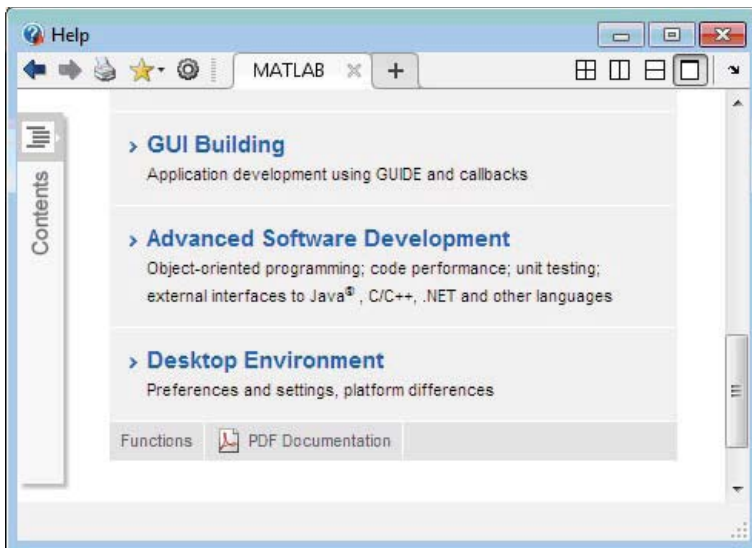 Help
MATLAB
Contents
GUI Building
Application development using GUIDE and callbacks
Advanced Software Development
Object-oriented programming; code performance; unit testing;
external interfaces to Java® , C/C++, .NET and other languages
Desktop Environment
Preferences and settings, platform differences
Functions
PDF Documentation